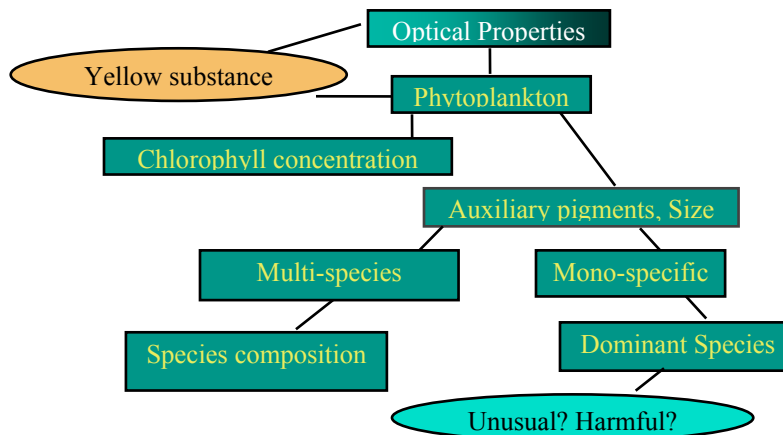 Optical Properties
Yellow substance
Phytoplankton
Chlorophyll concentration
Auxiliary pigments, Size
Multi-species
Mono-specific
Species composition
Dominant Species
Unusual? Harmful?